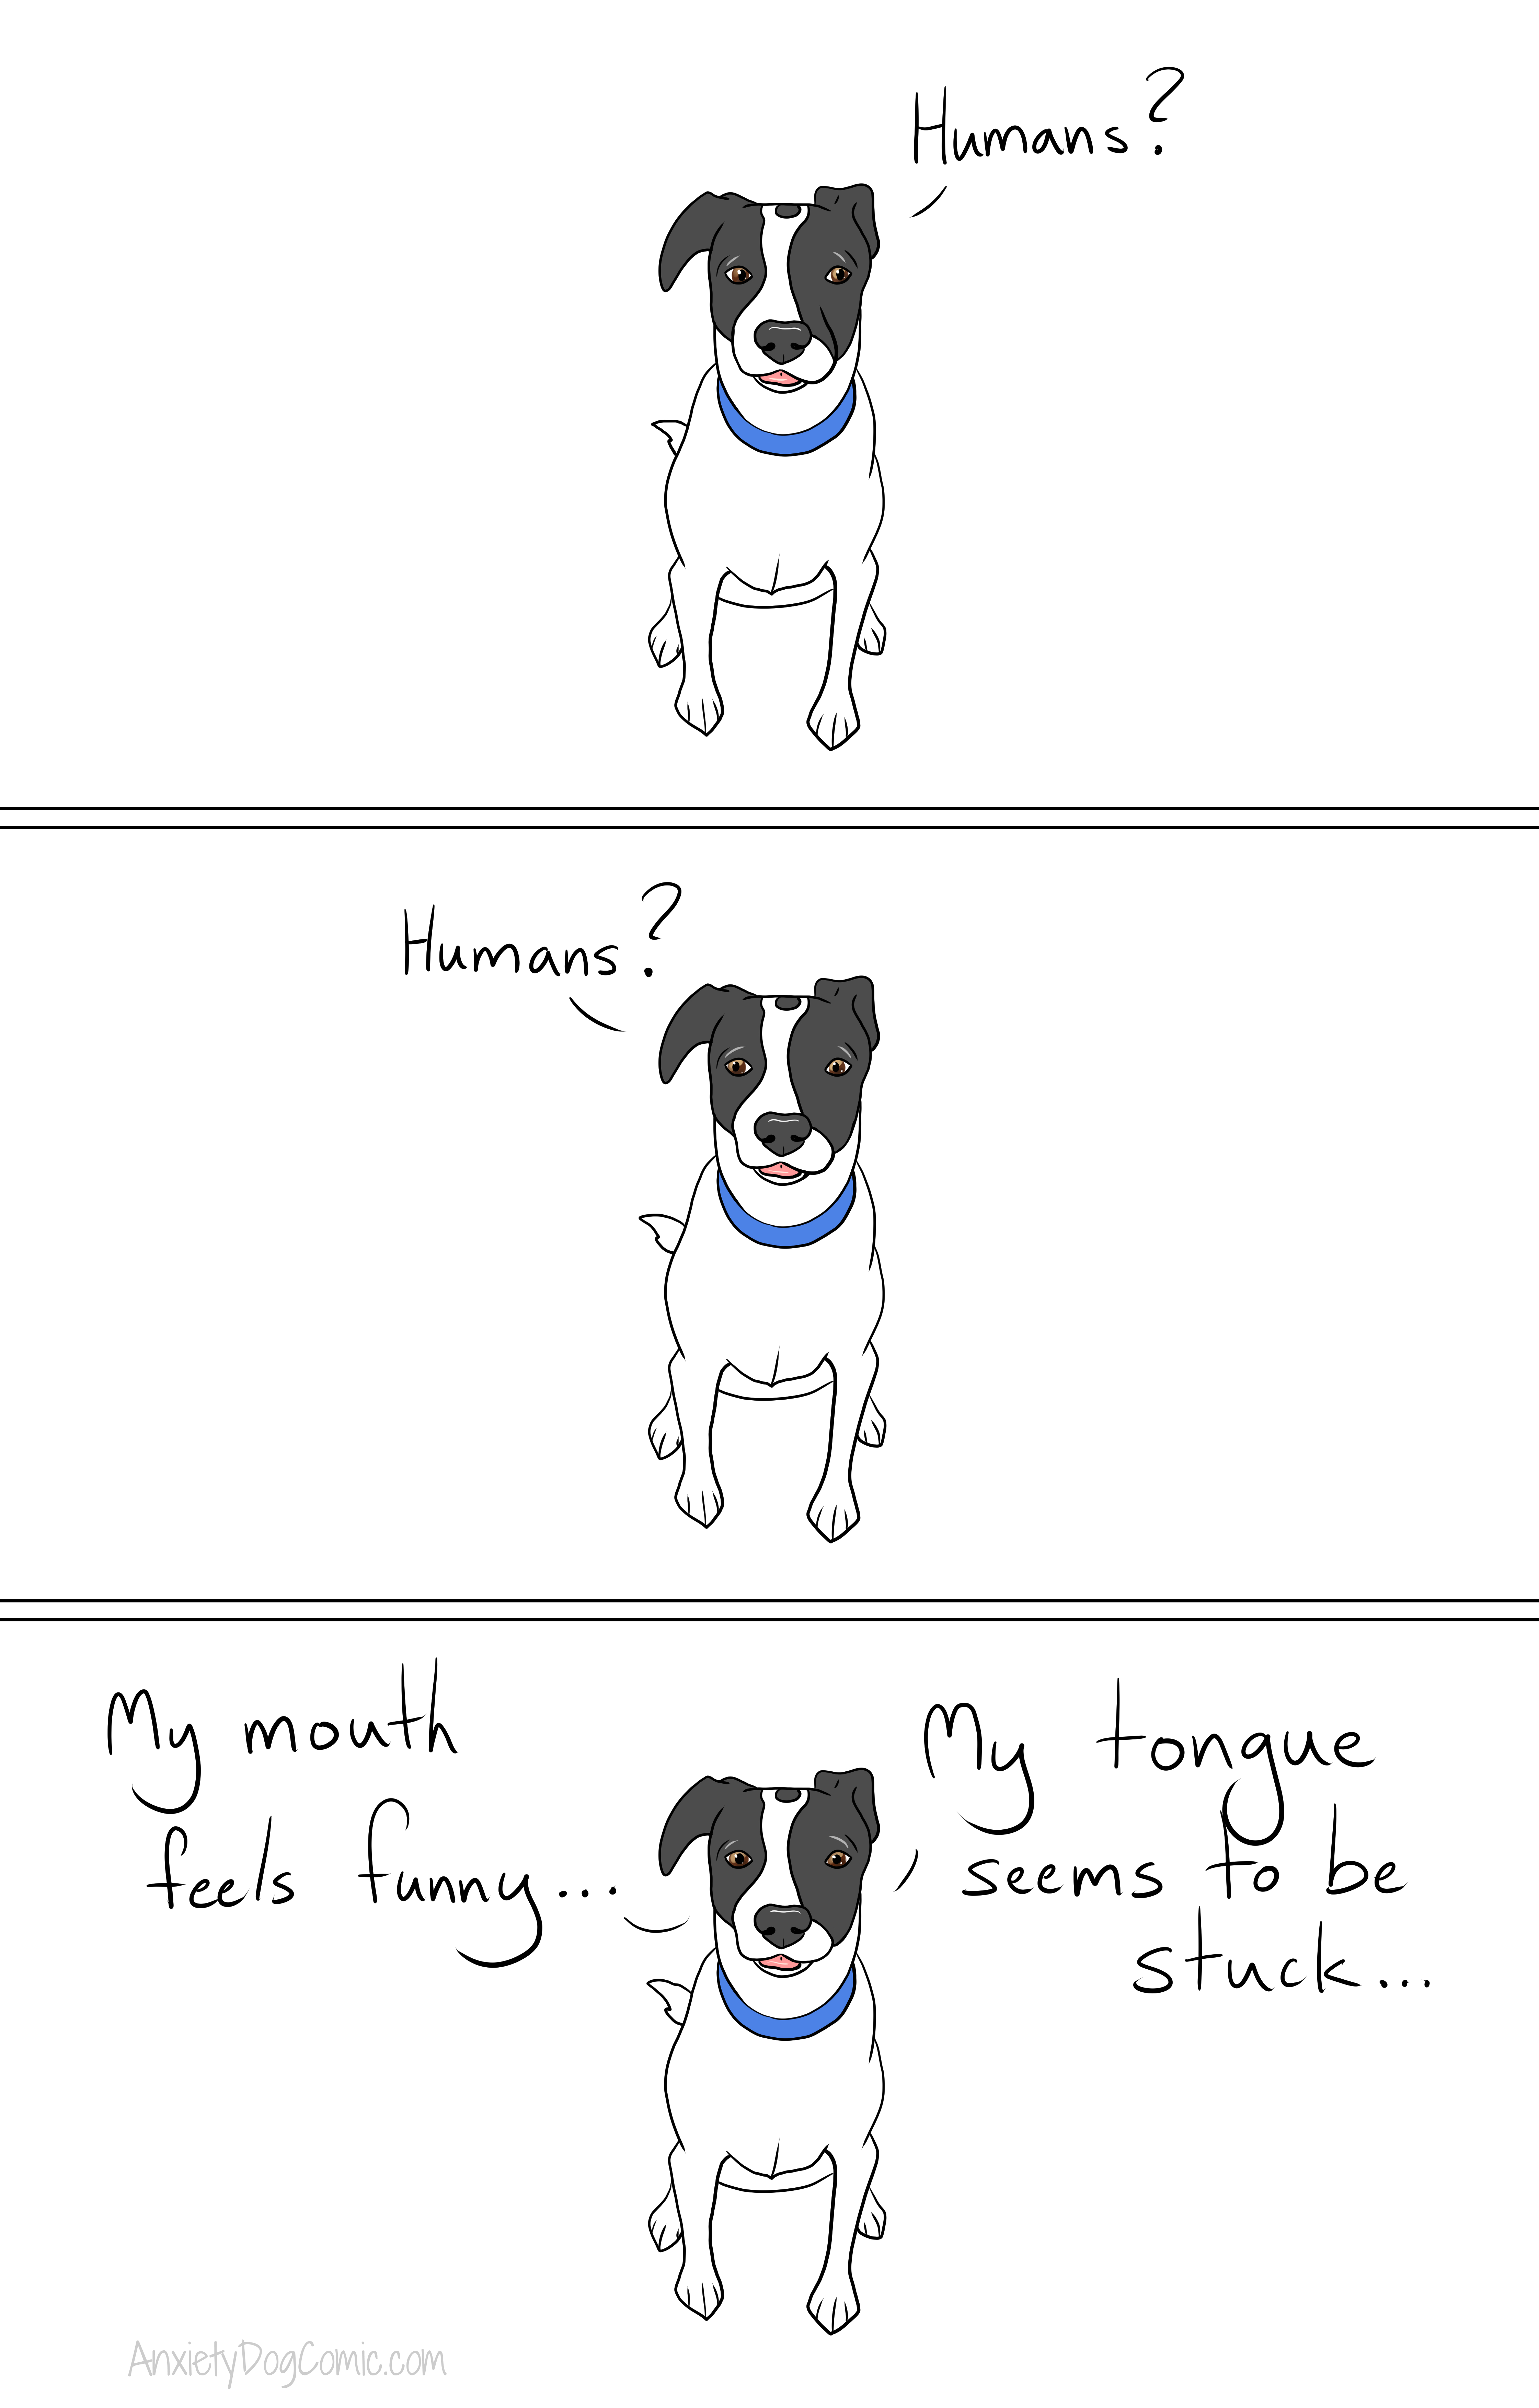 Humans?
Humans?
My mouth
feels funny...
My tongue
seems to be
stuck...
AnxietyDogComic.com